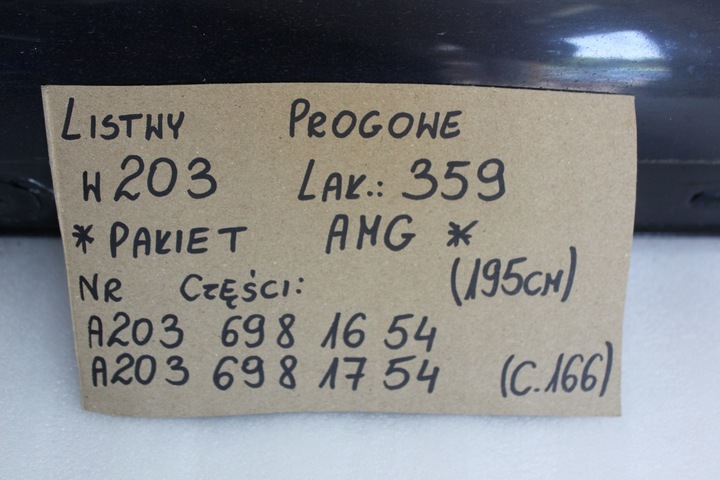 LISTWY PROGOWE
W203 LAK.: 359
* PAKIET AMG *
NR CZĘŚCI: (195CM)
A203 698 16 54
A203 698 17 54 (C.166)